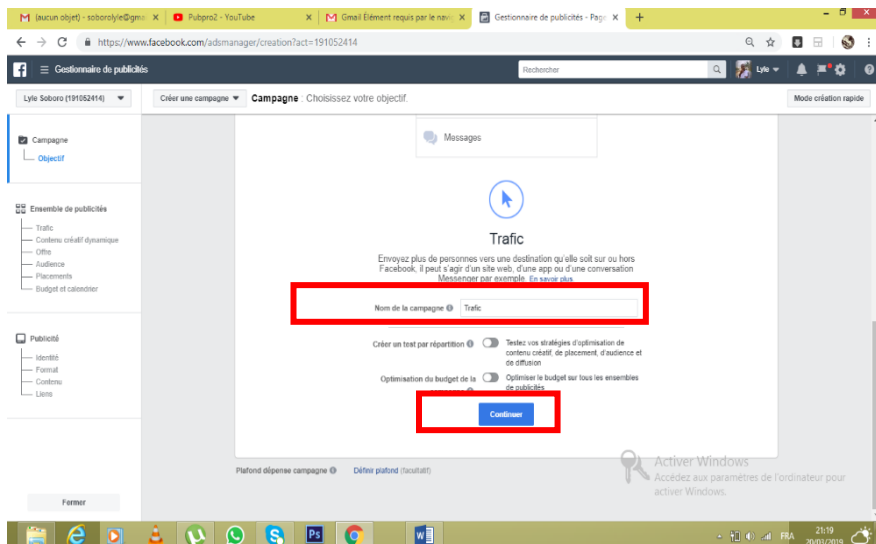 (aucun objet) - soborolyle@gma
Pubpro2 - YouTube
Gmail Élément requis par le navig
Gestionnaire de publicités - Page
https://www.facebook.com/adsmanager/creation?act=191052414
Gestionnaire de publicités
Rechercher
Lyle
Lyle Soboro (191052414)
Créer une campagne
Campagne : Choisissez votre objectif.
Mode création rapide
Campagne
Objectif
Ensemble de publicités
Trafic
Contenu créatif dynamique
Offre
Audience
Placements
Budget et calendrier
Publicité
Identité
Format
Contenu
Liens
Fermer
Messages
Trafic
Envoyez plus de personnes vers une destination qu'elle soit sur ou hors
Facebook, il peut s'agir d'un site web, d'une app ou d'une conversation
Messenger par exemple. En savoir plus.
Nom de la campagne
Trafic
Créer un test par répartition
Testez vos stratégies d'optimisation de
contenu créatif, de placement, d'audience et
de diffusion
Optimisation du budget de la
Optimiser le budget sur tous les ensembles
de publicités
Continuer
Plafond dépense campagne
Définir plafond (facultatif)
Activer Windows
Accédez aux paramètres de l'ordinateur pour
activer Windows.
Ps
W
FRA
21:19
20/03/2019